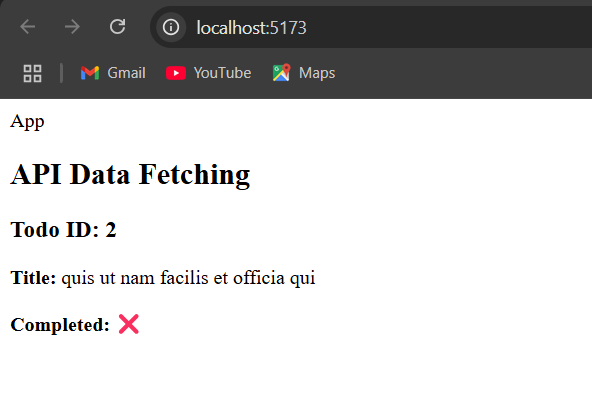 localhost:5173
Gmail YouTube Maps
App
API Data Fetching
Todo ID: 2
Title: quis ut nam facilis et officia qui
Completed: ❌